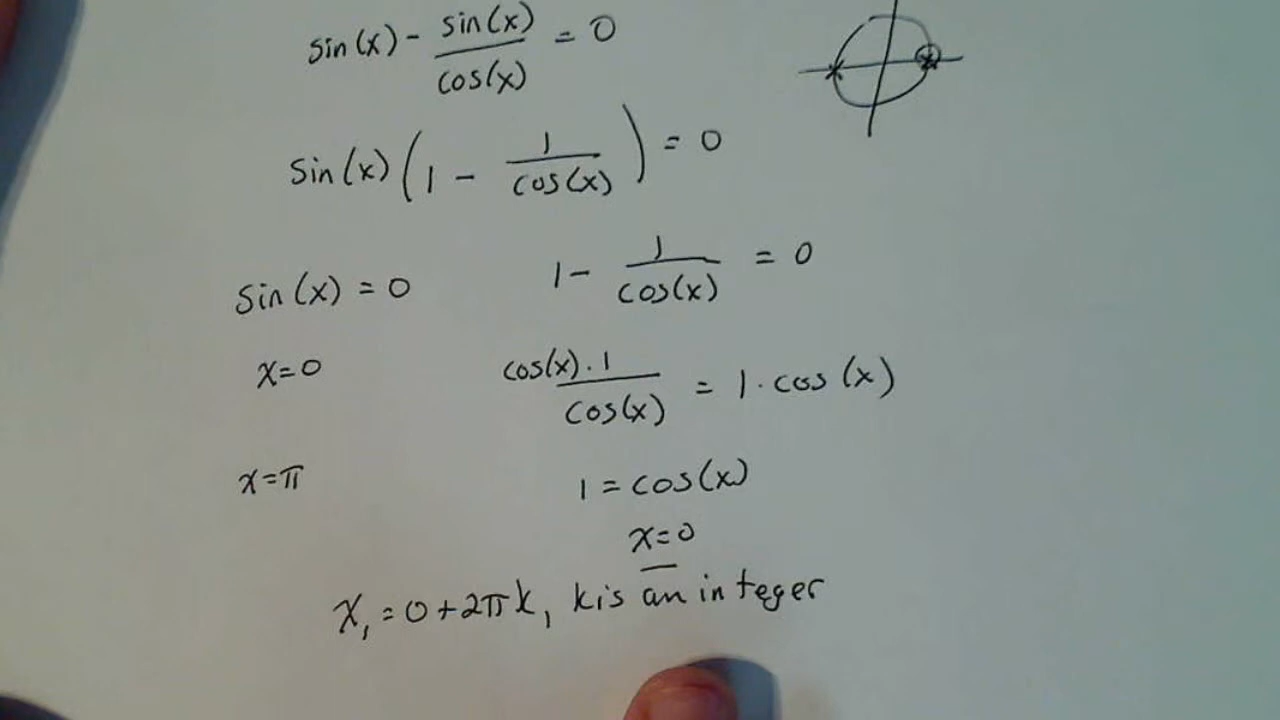 sin(x) - sin(x)/cos(x) = 0
sin(x)(1 - 1/cos(x)) = 0
sin(x) = 0
1 - 1/cos(x) = 0
x=0
cos(x)·1/cos(x) = 1·cos(x)
x=π
1 = cos(x)
x=0
x₁ = 0+2πk, k is an integer